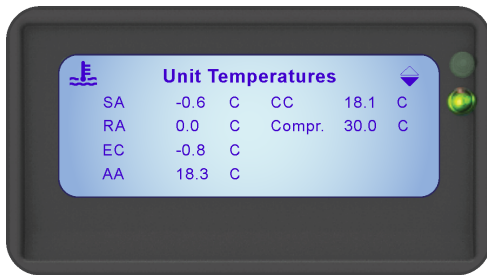 Unit Temperatures
SA -0.6 C CC 18.1 C
RA 0.0 C Compr. 30.0 C
EC -0.8 C
AA 18.3 C